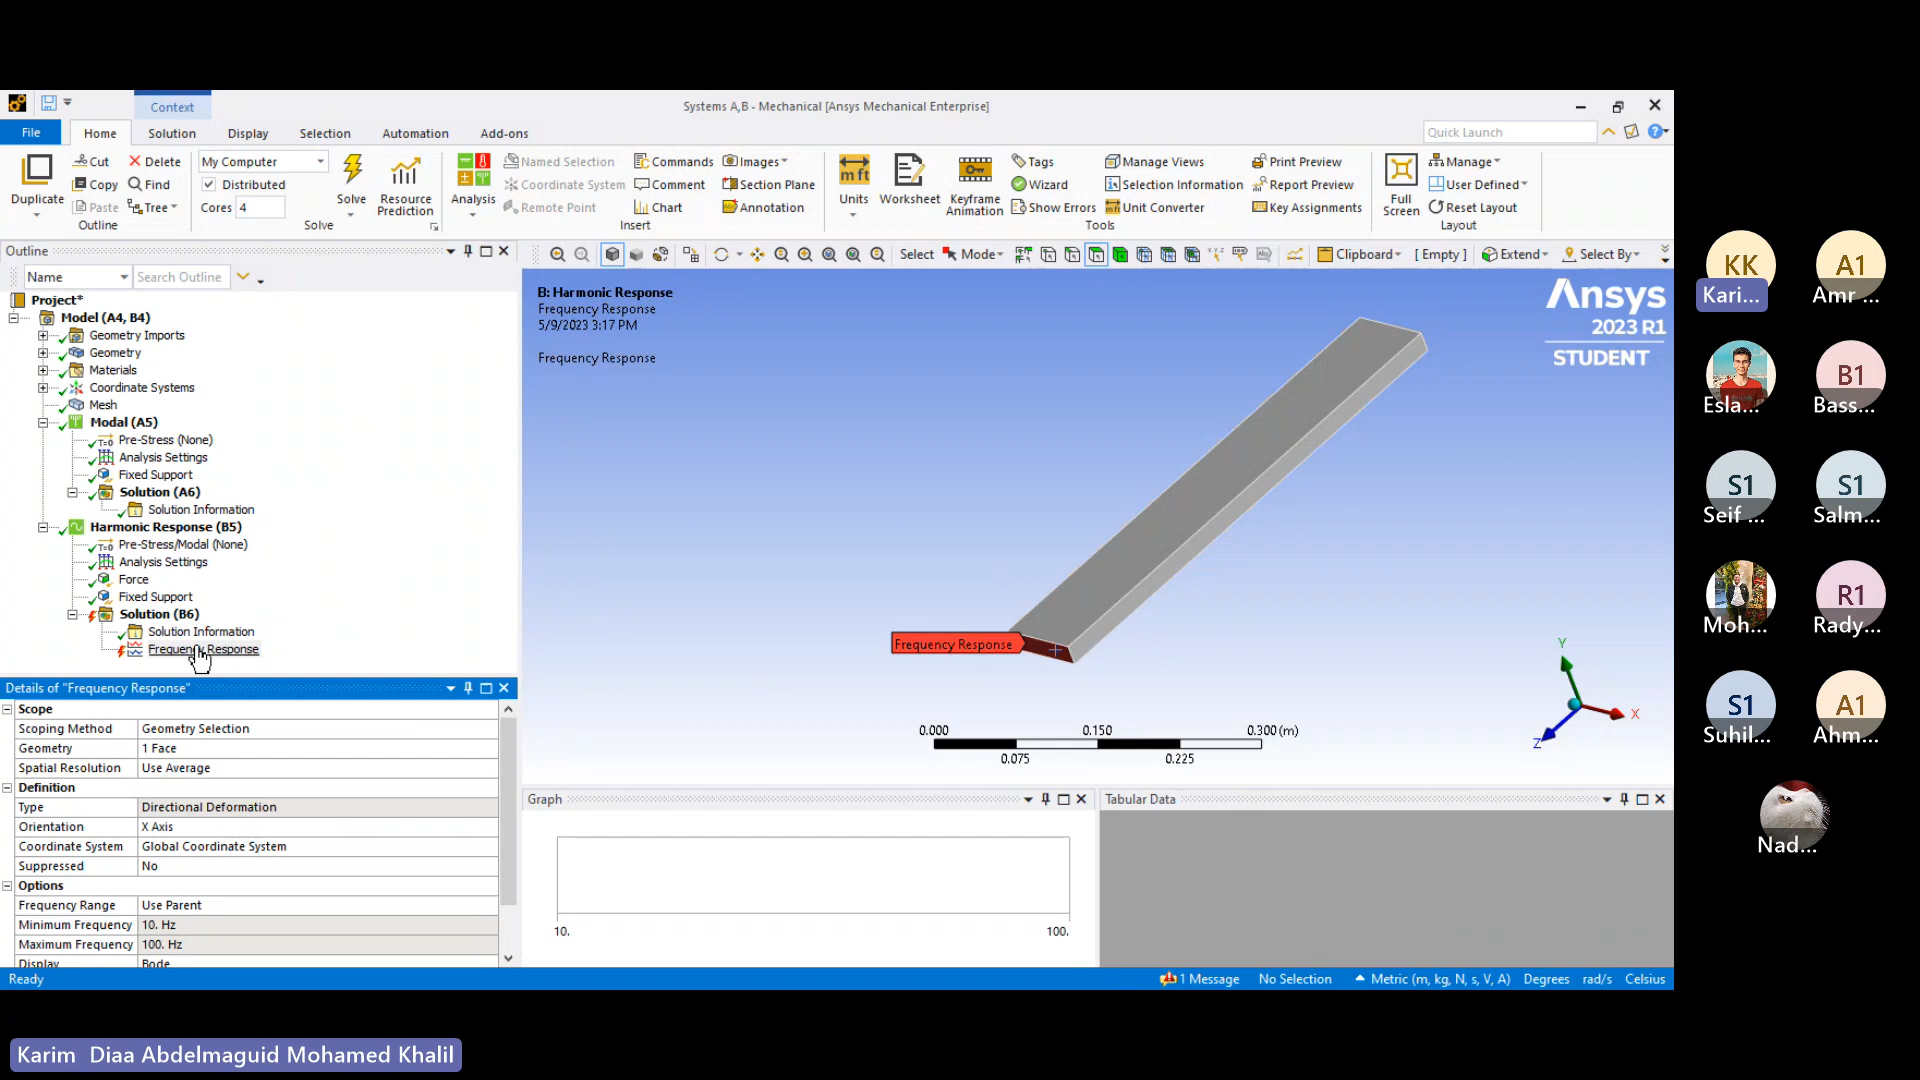 Context
Systems A,B - Mechanical [Ansys Mechanical Enterprise]
File
Home
Solution
Display
Selection
Automation
Add-ons
Quick Launch
Duplicate
Cut
Delete
Copy
Find
Paste
Tree
Outline
My Computer
Distributed
Cores 4
Solve
Resource Prediction
Solve
Analysis
Named Selection
Coordinate System
Remote Point
Commands
Comment
Chart
Images
Section Plane
Annotation
Insert
Units
Worksheet
Keyframe Animation
Tags
Wizard
Show Errors
Manage Views
Selection Information
Unit Converter
Print Preview
Report Preview
Key Assignments
Tools
Full Screen
Manage
User Defined
Reset Layout
Layout
Outline
Name
Search Outline
Select
Mode
Clipboard
[ Empty ]
Extend
Select By
Project*
Model (A4, B4)
Geometry Imports
Geometry
Materials
Coordinate Systems
Mesh
Modal (A5)
Pre-Stress (None)
Analysis Settings
Fixed Support
Solution (A6)
Solution Information
Harmonic Response (B5)
Pre-Stress/Modal (None)
Analysis Settings
Force
Fixed Support
Solution (B6)
Solution Information
Frequency Response
B: Harmonic Response
Frequency Response
5/9/2023 3:17 PM
Frequency Response
Ansys
2023 R1
STUDENT
Frequency Response
0.000
0.150
0.300 (m)
0.075
0.225
Y
X
Z
Details of "Frequency Response"
Scope
Scoping Method Geometry Selection
Geometry 1 Face
Spatial Resolution Use Average
Definition
Type Directional Deformation
Orientation X Axis
Coordinate System Global Coordinate System
Suppressed No
Options
Frequency Range Use Parent
Minimum Frequency 10. Hz
Maximum Frequency 100. Hz
Display Bode
Graph
10.
100.
Tabular Data
Ready
1 Message
No Selection
Metric (m, kg, N, s, V, A)
Degrees
rad/s
Celsius
KK
Kari...
A1
Amr ...
Esla...
B1
Bass...
S1
Seif ...
S1
Salm...
Moh...
R1
Rady...
S1
Suhil...
A1
Ahm...
Nad...
Karim Diaa Abdelmaguid Mohamed Khalil